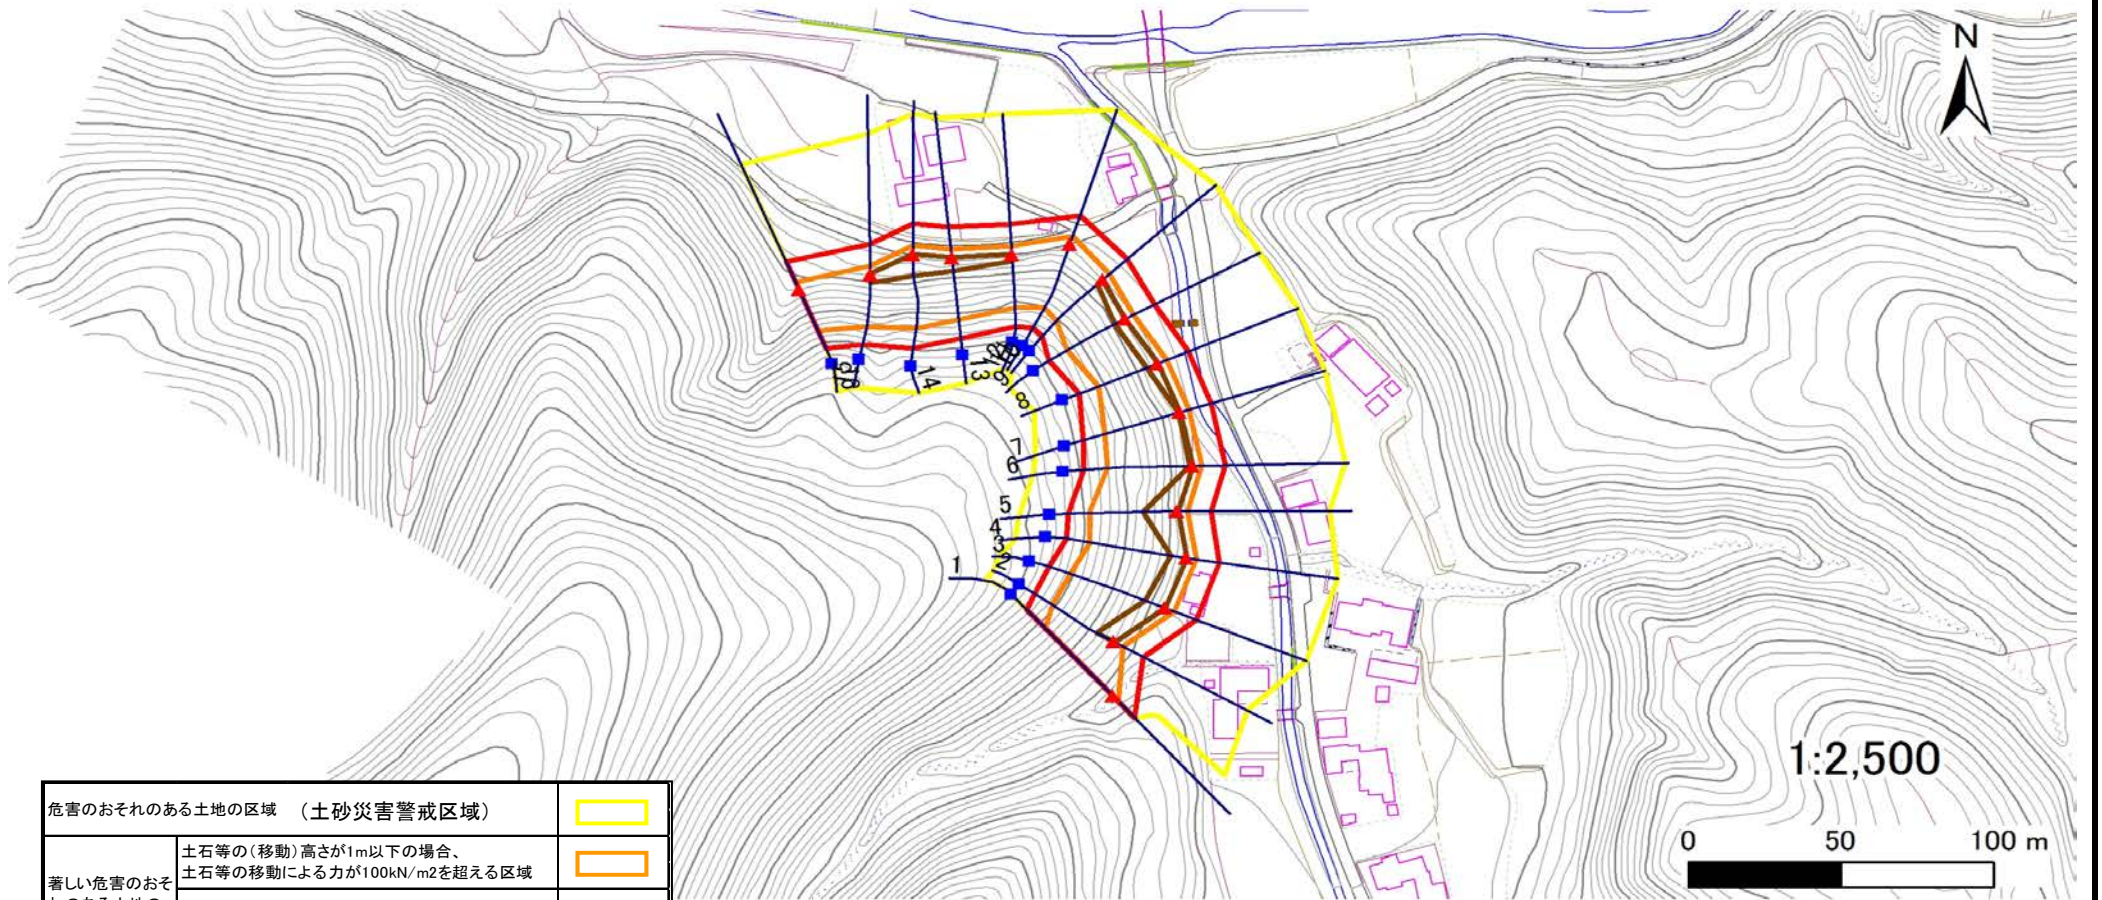 N
14
13
8
7
6
5
4
3
2
1
1:2,500
0 50 100 m
危害のおそれのある土地の区域 (土砂災害警戒区域)
土石等の(移動)高さが1m以下の場合、
土石等の移動による力が100kN/m2を超える区域
著しい危害のおそ